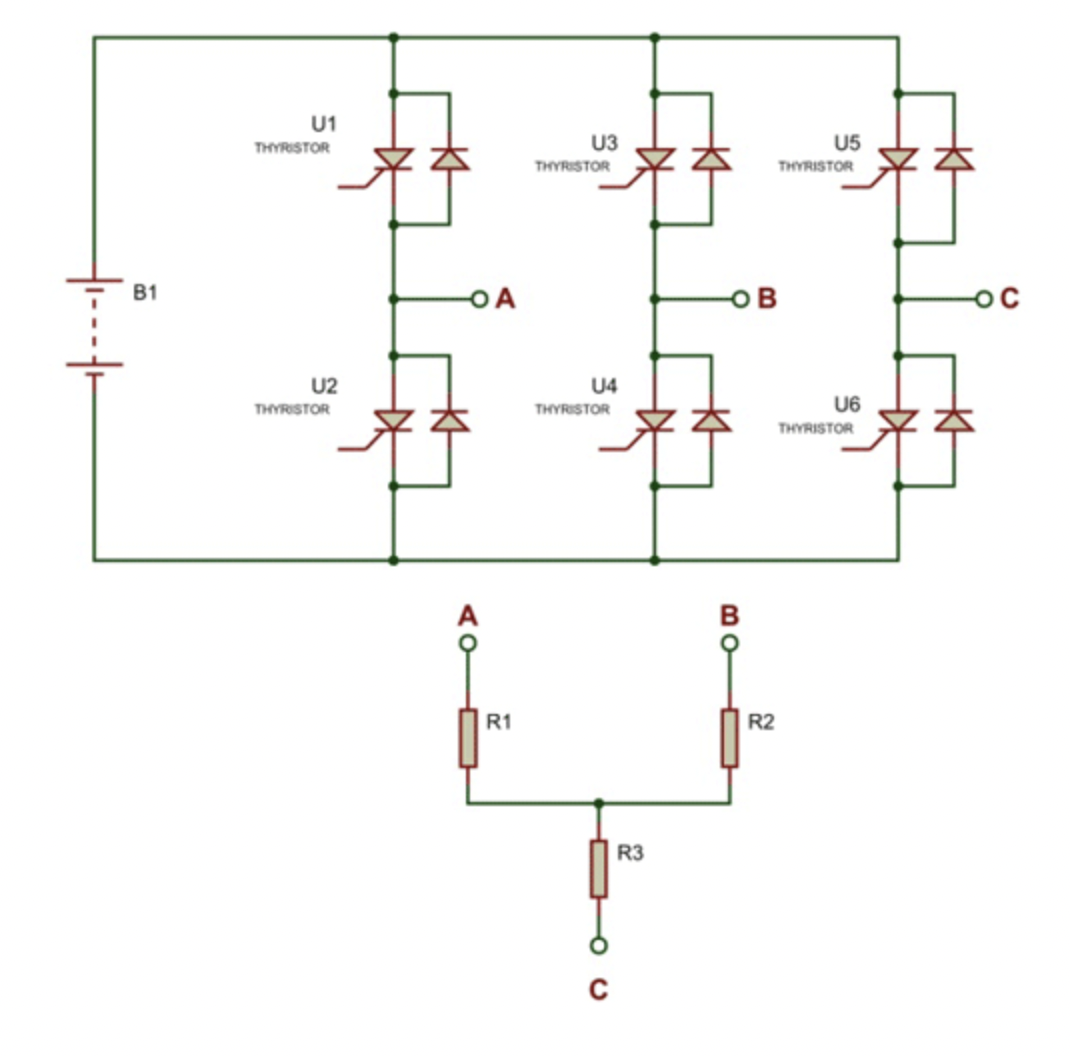 U1
THYRISTOR
U3
THYRISTOR
U5
THYRISTOR
B1
A
B
C
U2
THYRISTOR
U4
THYRISTOR
U6
THYRISTOR
A
B
R1
R2
R3
C